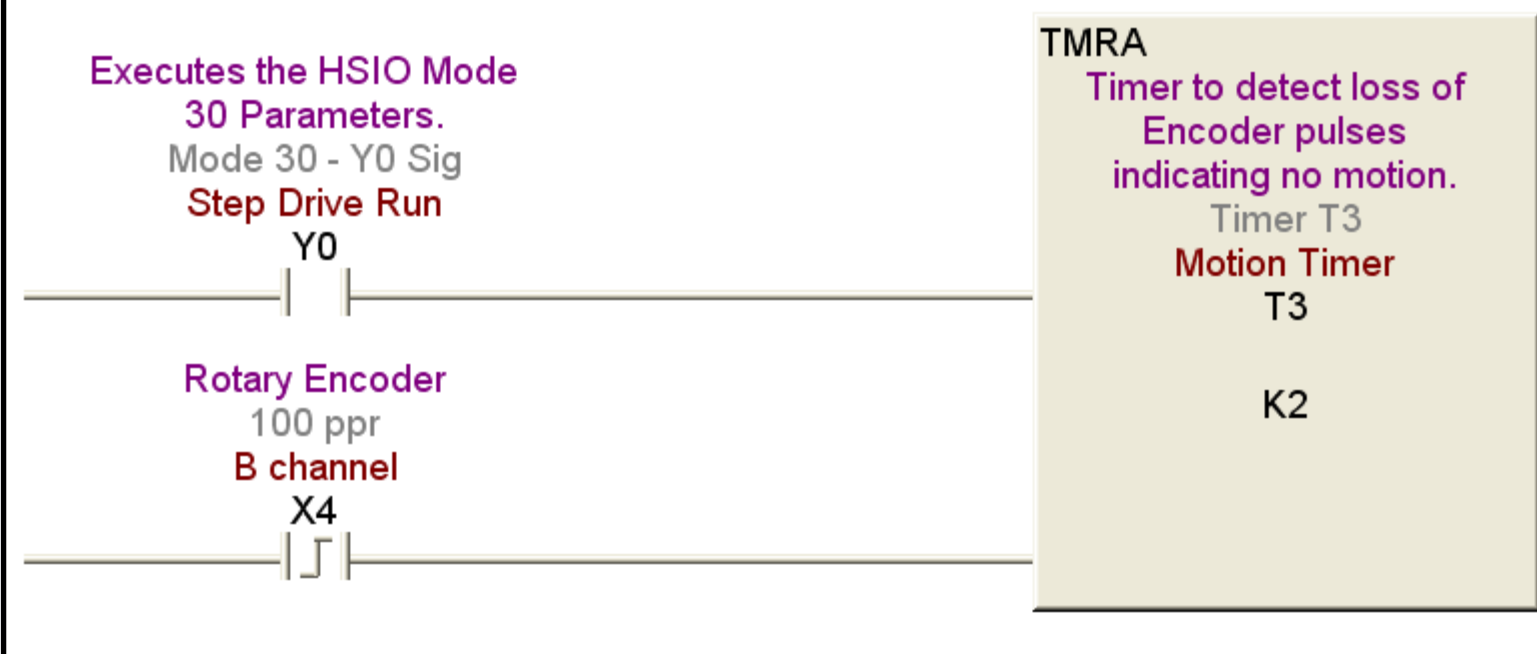 Executes the HSIO Mode
30 Parameters.
Mode 30 - Y0 Sig
Step Drive Run
Y0
Rotary Encoder
100 ppr
B channel
X4
TMRA
Timer to detect loss of
Encoder pulses
indicating no motion.
Timer T3
Motion Timer
T3
K2